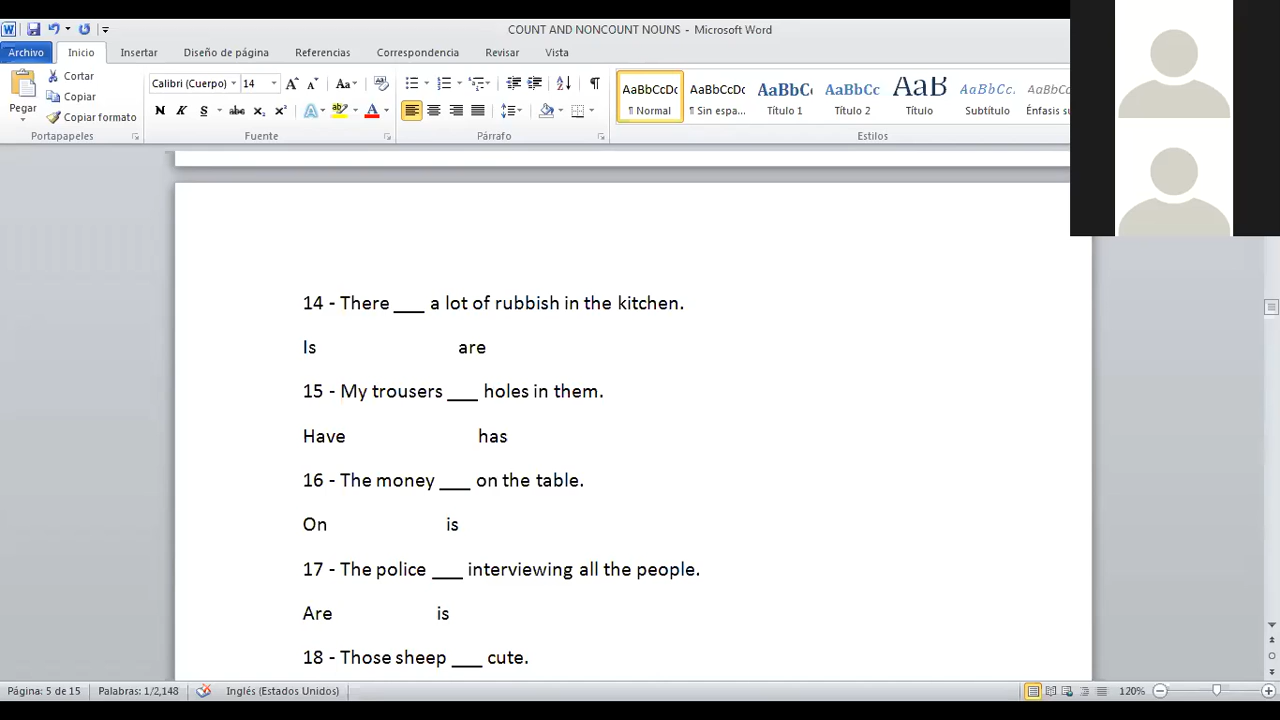 COUNT AND NONCOUNT NOUNS - Microsoft Word
Archivo Inicio Insertar Diseño de página Referencias Correspondencia Revisar Vista
Pegar
Cortar
Copiar
Copiar formato
Portapapeles
Calibri (Cuerpo) 14
Fuente
Párrafo
AaBbCcDc AaBbCcDc AaBbC AaBbCc AaB AaBbCc. AaBbCc
¶ Normal ¶ Sin espa... Título 1 Título 2 Título Subtítulo Énfasis su
Estilos
14 - There ___ a lot of rubbish in the kitchen.
Is are
15 - My trousers ___ holes in them.
Have has
16 - The money ___ on the table.
On is
17 - The police ___ interviewing all the people.
Are is
18 - Those sheep ___ cute.
Página: 5 de 15 Palabras: 1/2,148 Inglés (Estados Unidos) 120%